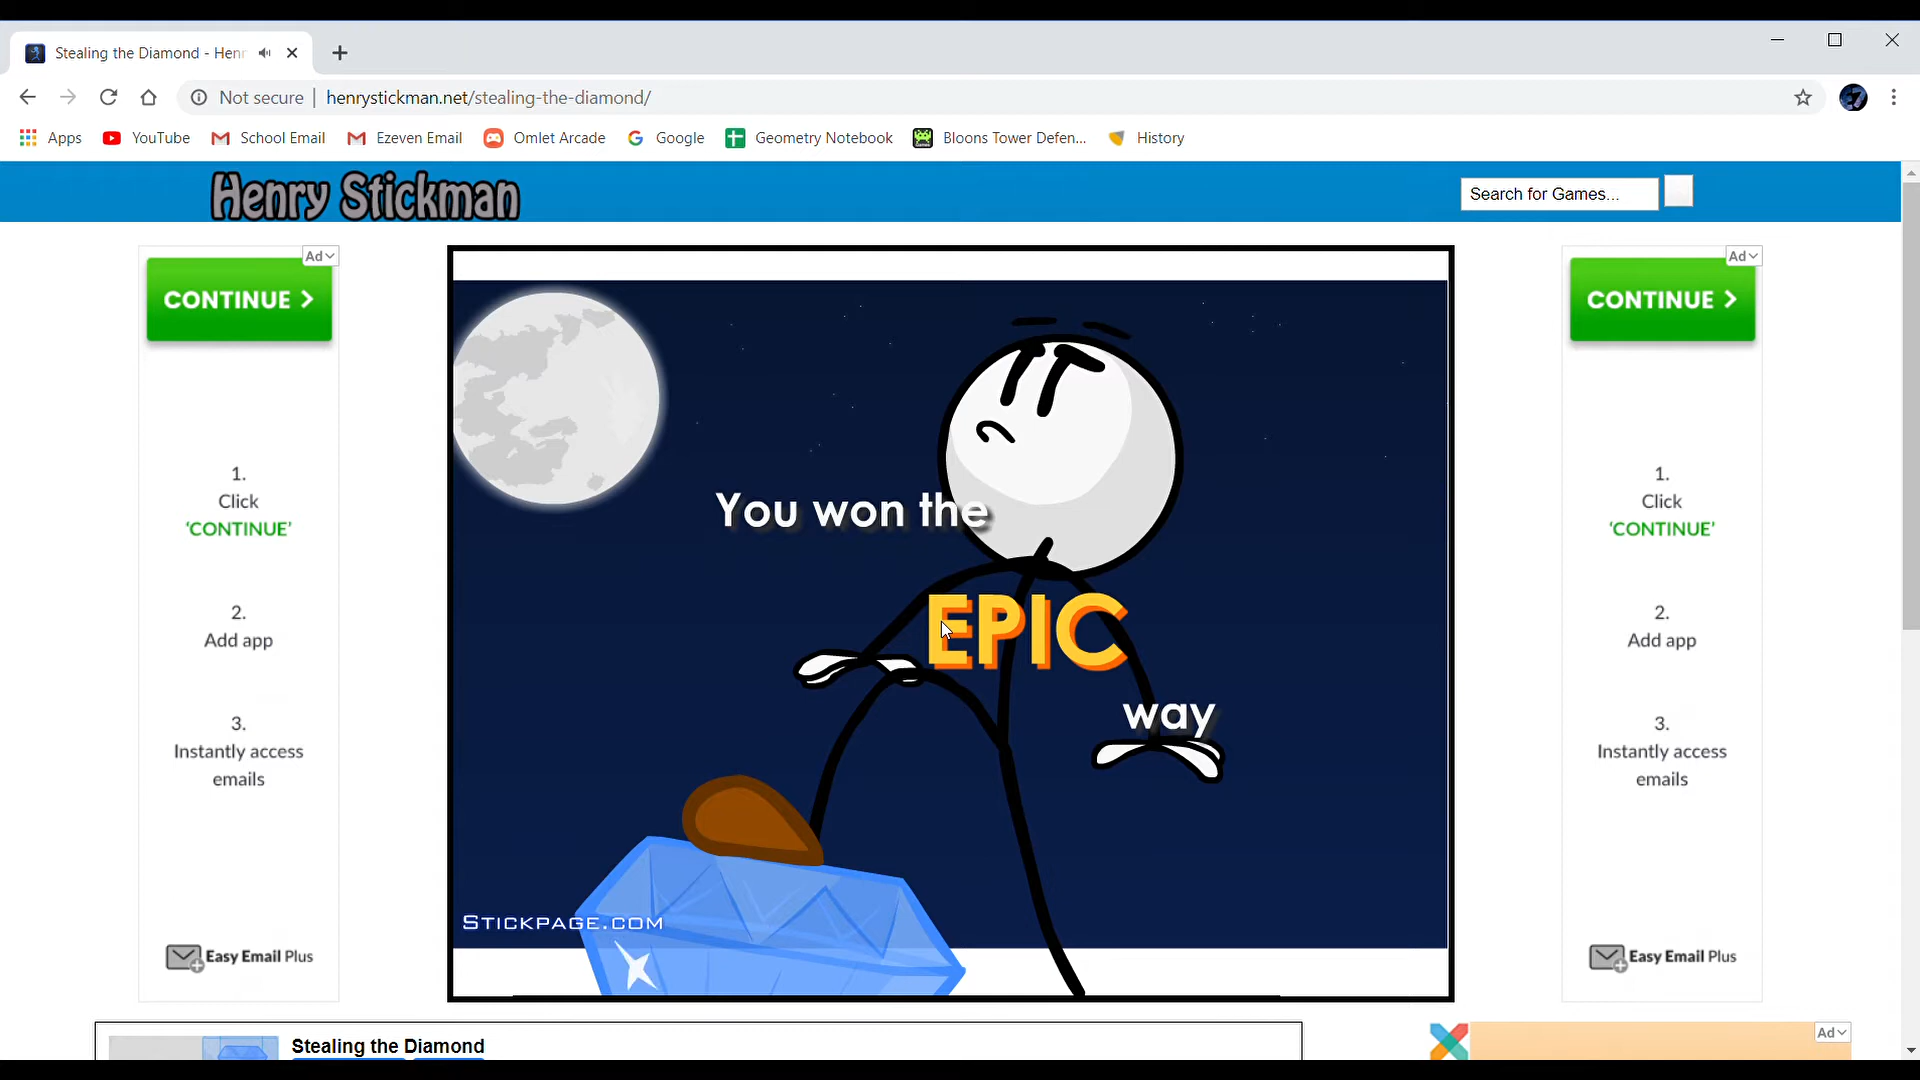 Stealing the Diamond - Henr
Not secure | henrystickman.net/stealing-the-diamond/
Apps YouTube School Email Ezeven Email Omlet Arcade Google Geometry Notebook Bloons Tower Defen... History
Henry Stickman
Search for Games...
Ad
CONTINUE >
1.
Click
'CONTINUE'
2.
Add app
3.
Instantly access
emails
Easy Email Plus
You won the
EPIC
way
STICKPAGE.COM
Ad
CONTINUE >
1.
Click
'CONTINUE'
2.
Add app
3.
Instantly access
emails
Easy Email Plus
Stealing the Diamond
Ad